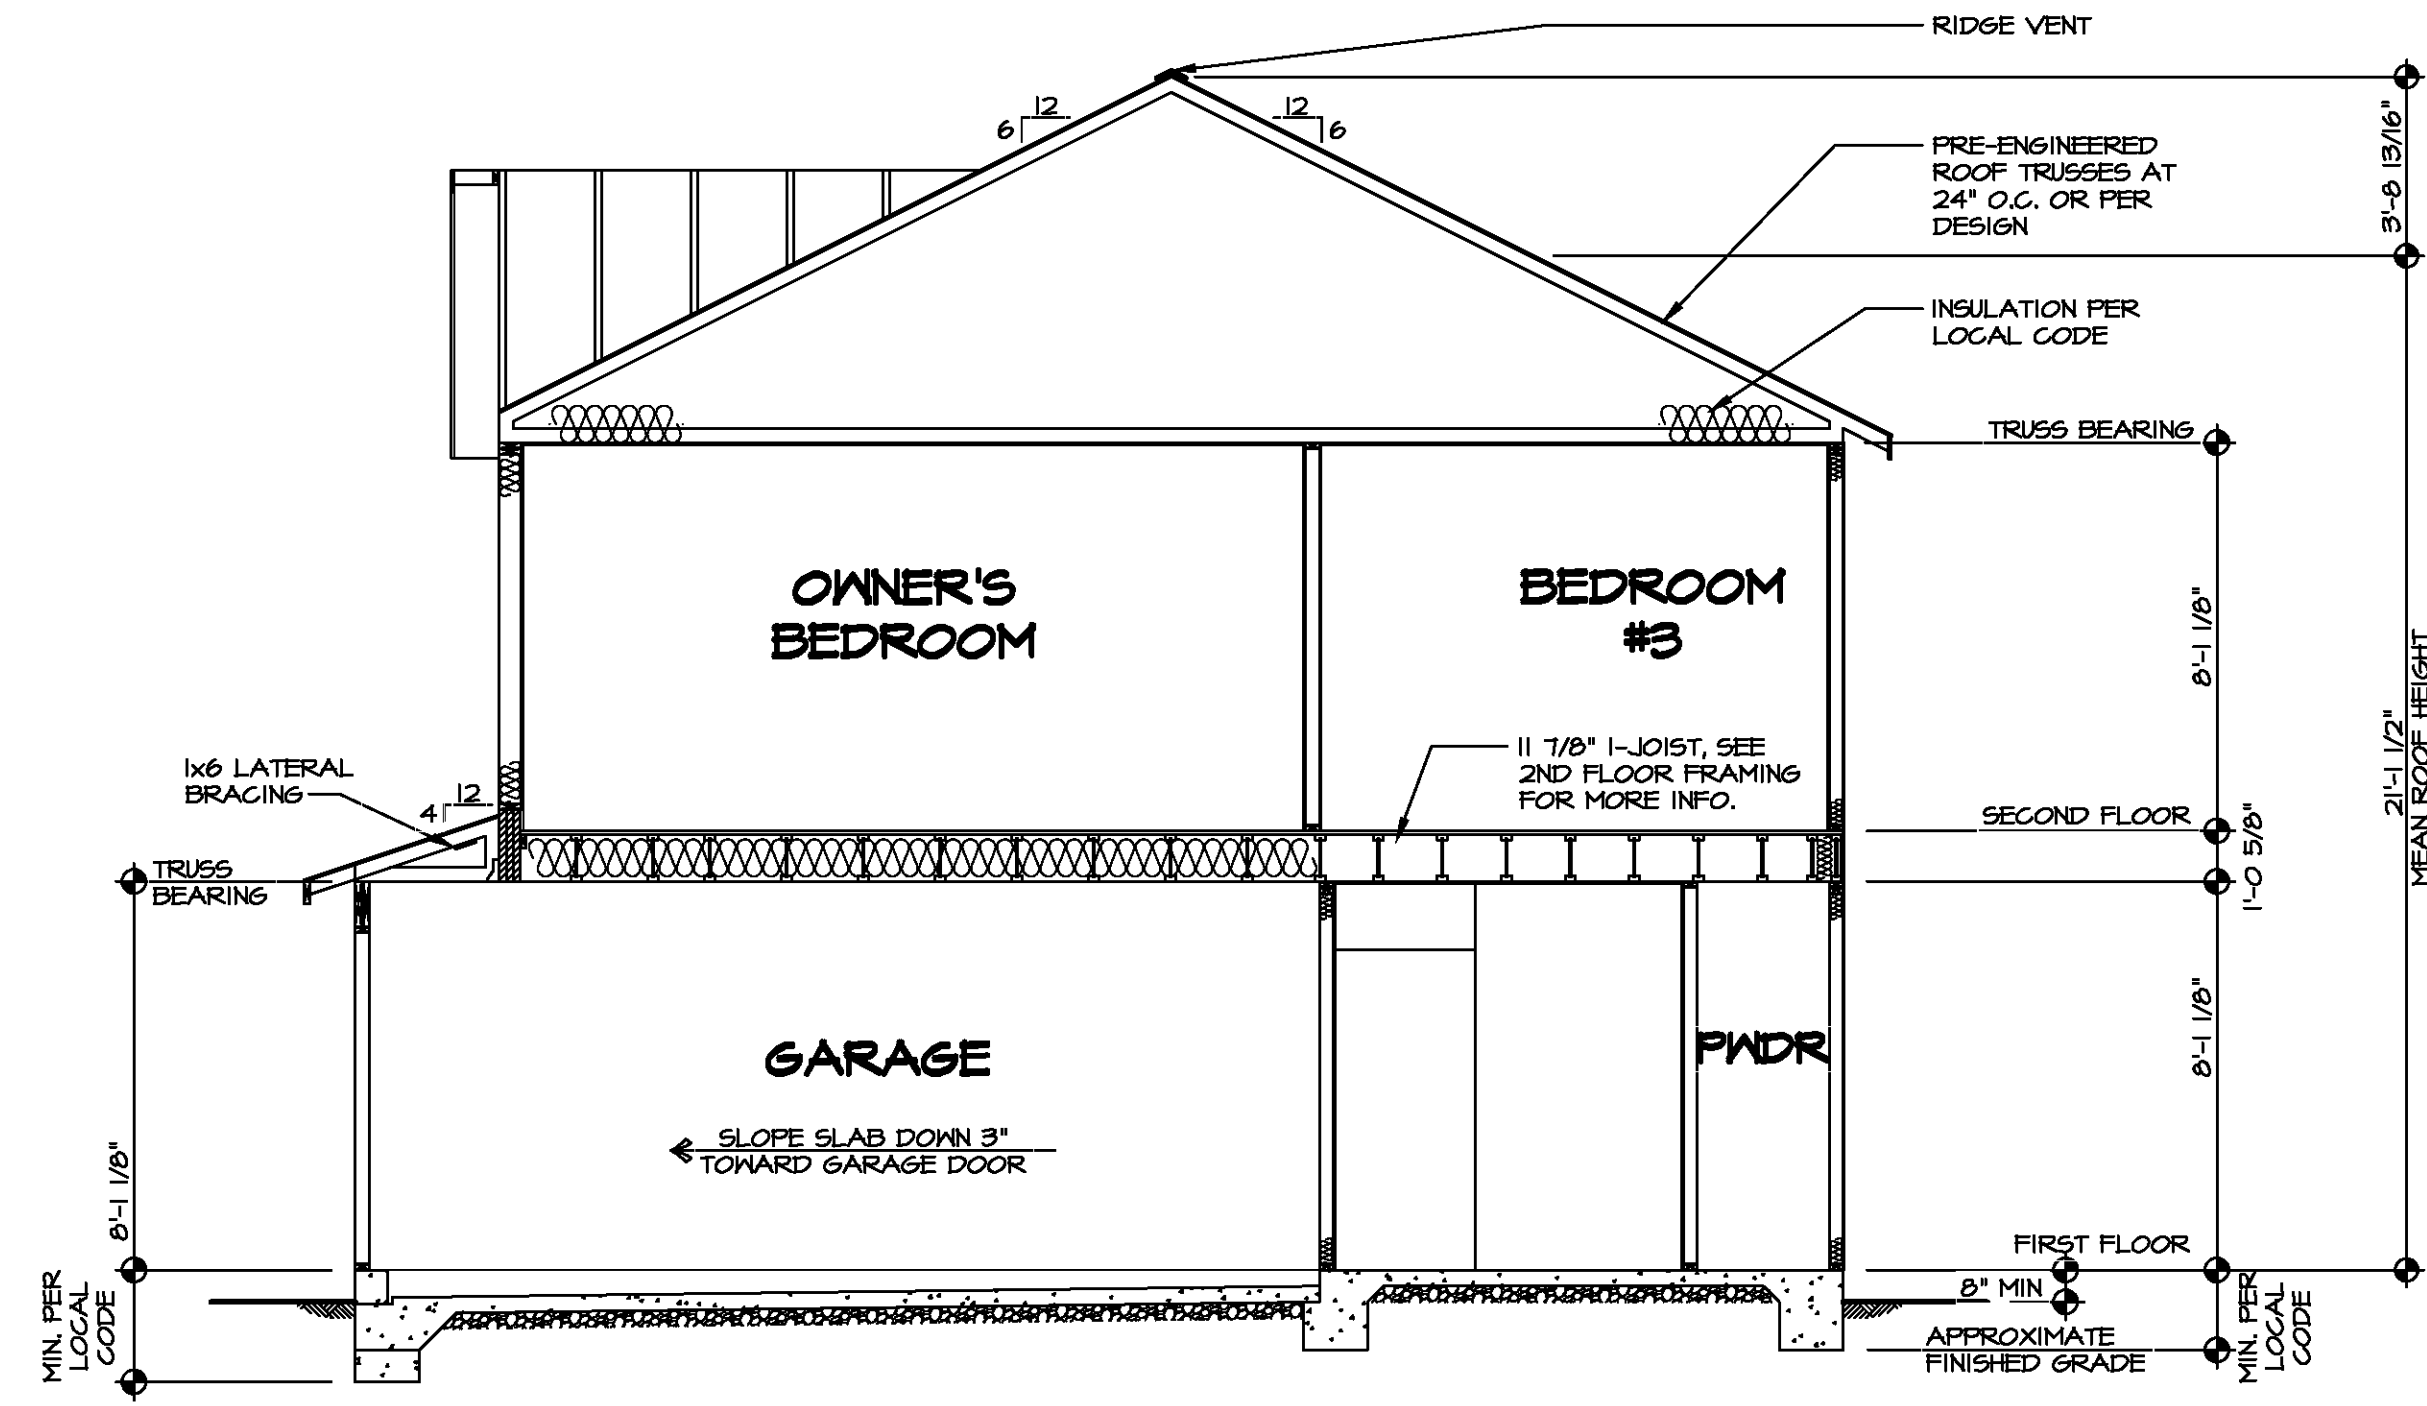 RIDGE VENT
12
6
12
6
3'-8 13/16"
PRE-ENGINEERED
ROOF TRUSSES AT
24" O.C. OR PER
DESIGN
INSULATION PER
LOCAL CODE
TRUSS BEARING
OWNER'S
BEDROOM
BEDROOM
#3
8'-1 1/8"
21'-1 1/2"
MEAN ROOF HEIGHT
11 7/8" I-JOIST, SEE
2ND FLOOR FRAMING
FOR MORE INFO.
1x6 LATERAL
BRACING
12
4
SECOND FLOOR
1'-0 5/8"
TRUSS
BEARING
GARAGE
PWDR
8'-1 1/8"
SLOPE SLAB DOWN 3"
TOWARD GARAGE DOOR
8'-1 1/8"
FIRST FLOOR
8" MIN
MIN. PER
LOCAL
CODE
APPROXIMATE
FINISHED GRADE
MIN. PER
LOCAL
CODE